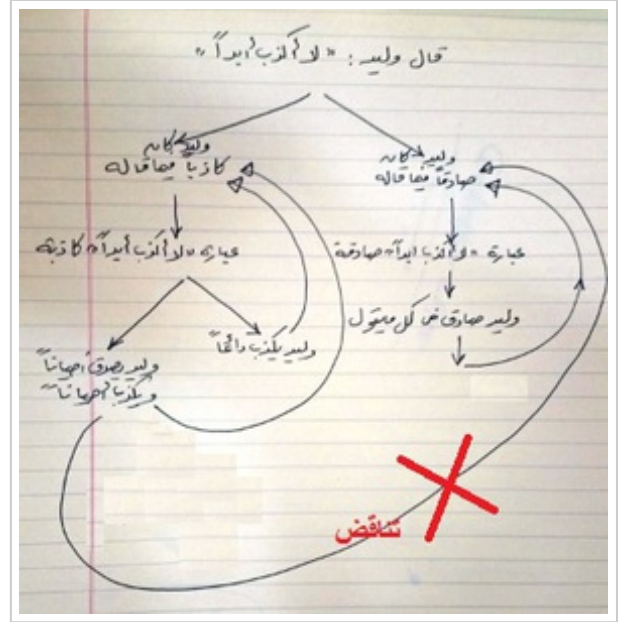 قال وليد: "لا أكذب أبداً"
وليد كان
صادقاً فيما قاله
وليد كان
كاذباً فيما قاله
عبارة "لا أكذب أبداً" صادقة
عبارة "لا أكذب أبداً" كاذبة
وليد صادق في كل ميقول
وليد يكذب دائماً
وليد يصدق أحياناً
ويكذب أحياناً
تناقض